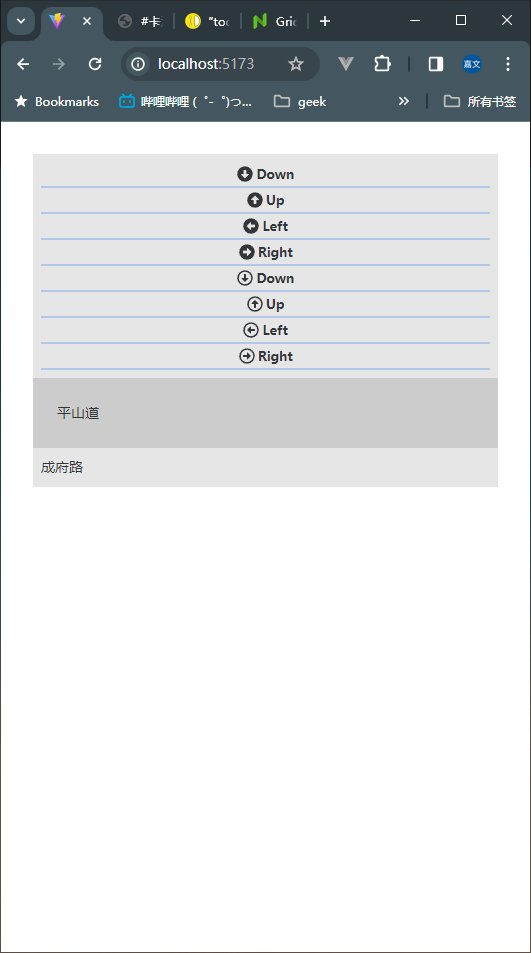 #卡
"too
Gric
localhost:5173
嘉文
Bookmarks
哔哩哔哩 (゜-゜)つ...
geek
所有书签
Down
Up
Left
Right
Down
Up
Left
Right
平山道
成府路